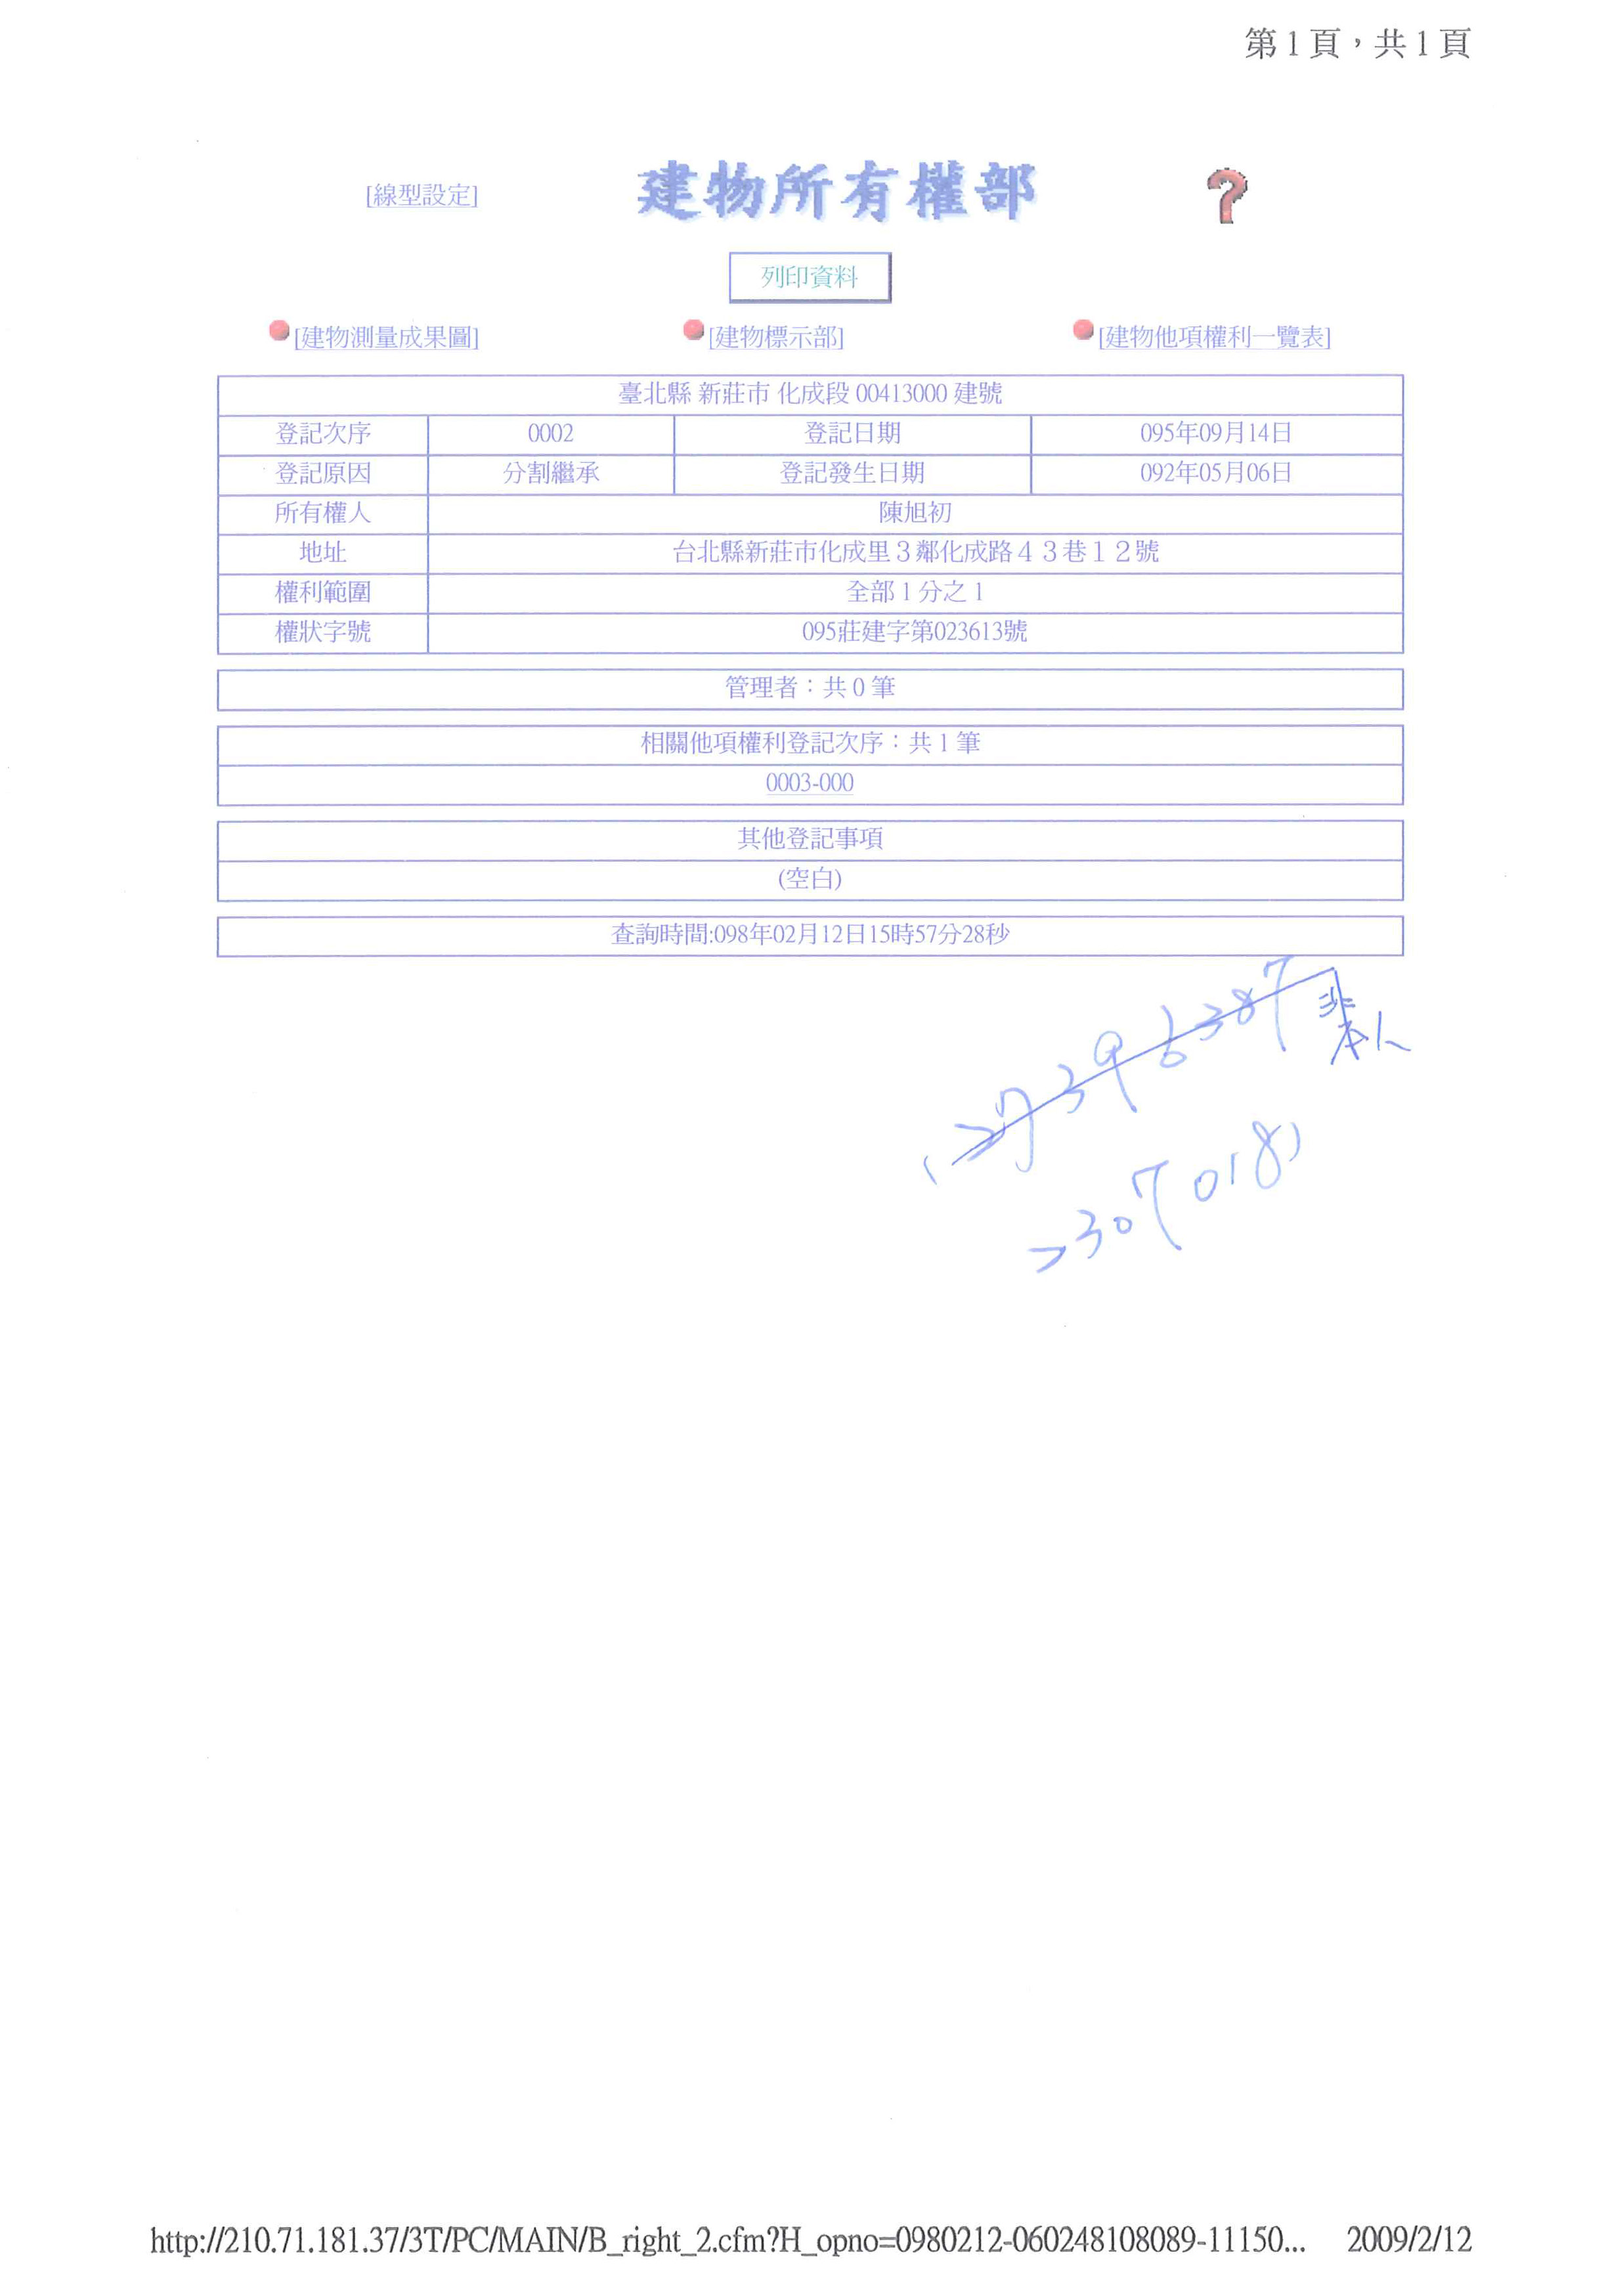 第1頁，共1頁
[線型設定] 建物所有權部
列印資料
[建物測量成果圖] [建物標示部] [建物他項權利一覽表]
臺北縣 新莊市 化成段 00413000 建號
登記次序 0002 登記日期 095年09月14日
登記原因 分割繼承 登記發生日期 092年05月06日
所有權人 陳旭初
地址 台北縣新莊市化成里３鄰化成路４３巷１２號
權利範圍 全部 1 分之 1
權狀字號 095莊建字第023613號
管理者：共 0 筆
相關他項權利登記次序：共 1 筆
0003-000
其他登記事項
(空白)
查詢時間:098年02月12日15時57分28秒
396387 非本人
2307018
http://210.71.181.37/3T/PC/MAIN/B_right_2.cfm?H_opno=0980212-060248108089-11150... 2009/2/12